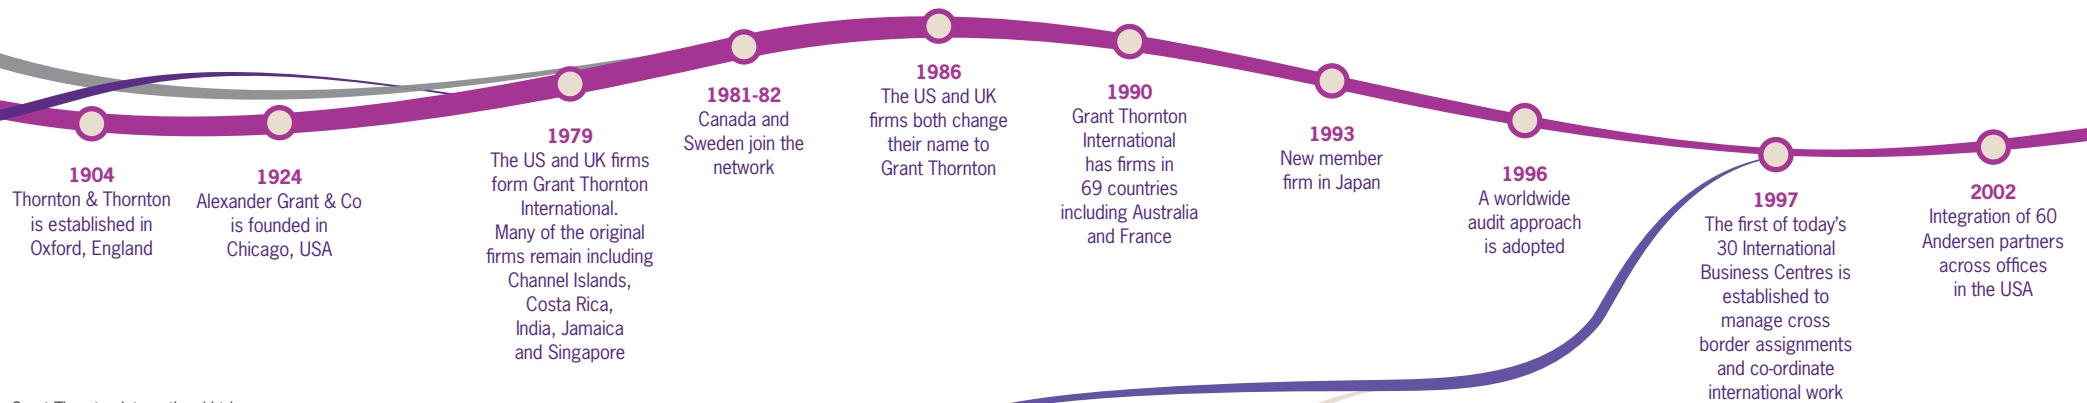 1904
Thornton & Thornton
is established in
Oxford, England
1924
Alexander Grant & Co
is founded in
Chicago, USA
1979
The US and UK firms
form Grant Thornton
International.
Many of the original
firms remain including
Channel Islands,
Costa Rica,
India, Jamaica
and Singapore
1981-82
Canada and
Sweden join the
network
1986
The US and UK
firms both change
their name to
Grant Thornton
1990
Grant Thornton
International
has firms in
69 countries
including Australia
and France
1993
New member
firm in Japan
1996
A worldwide
audit approach
is adopted
1997
The first of today's
30 International
Business Centres is
established to
manage cross
border assignments
and co-ordinate
international work
2002
Integration of 60
Andersen partners
across offices
in the USA